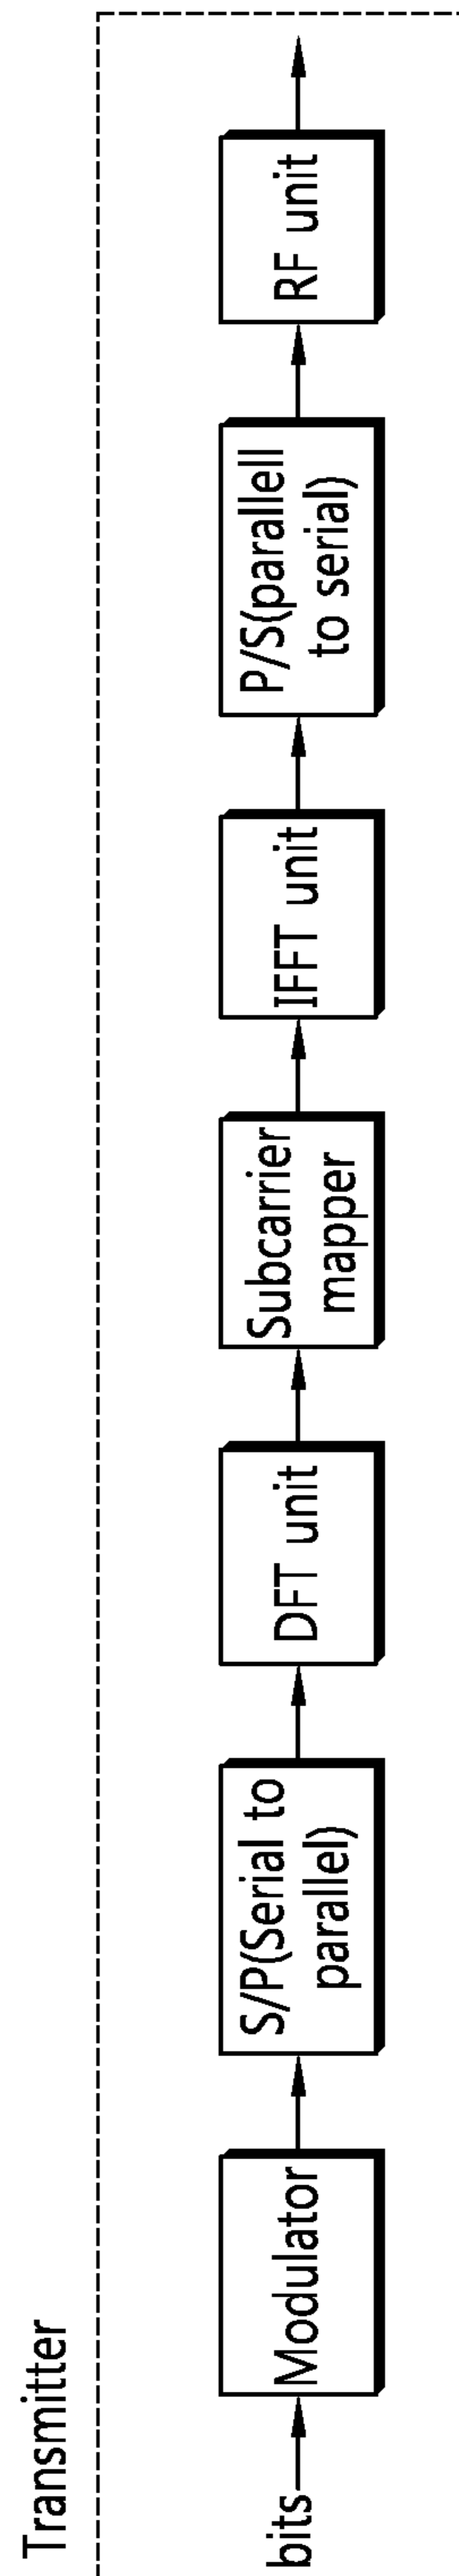 Transmitter
bits
Modulator
S/P(Serial to
parallel)
DFT unit
Subcarrier
mapper
IFFT unit
P/S(parallell
to serial)
RF unit